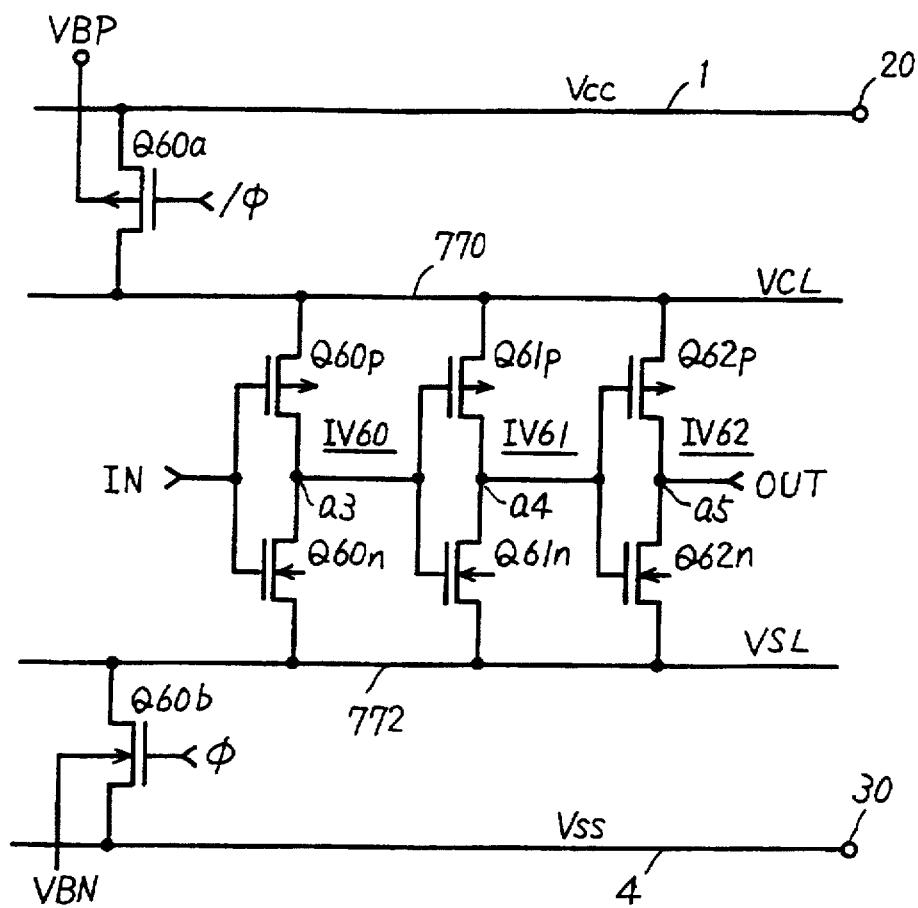 VBP
Vcc 1 20
Q60a
/φ
770 VCL
Q60p Q61p Q62p
IV60 IV61 IV62
IN a3 a4 a5 OUT
Q60n Q61n Q62n
VSL
Q60b 772
φ
Vss 30
VBN 4